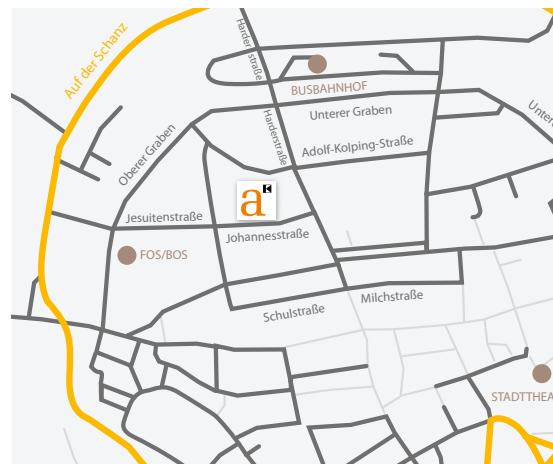 Auf der Schanz
Harderstraße
BUSBAHNHOF
Unterer Graben
Harderstraße
Adolf-Kolping-Straße
Oberer Graben
a
Jesuitenstraße
Johannesstraße
FOS/BOS
Schulstraße
Milchstraße
STADTTHEA